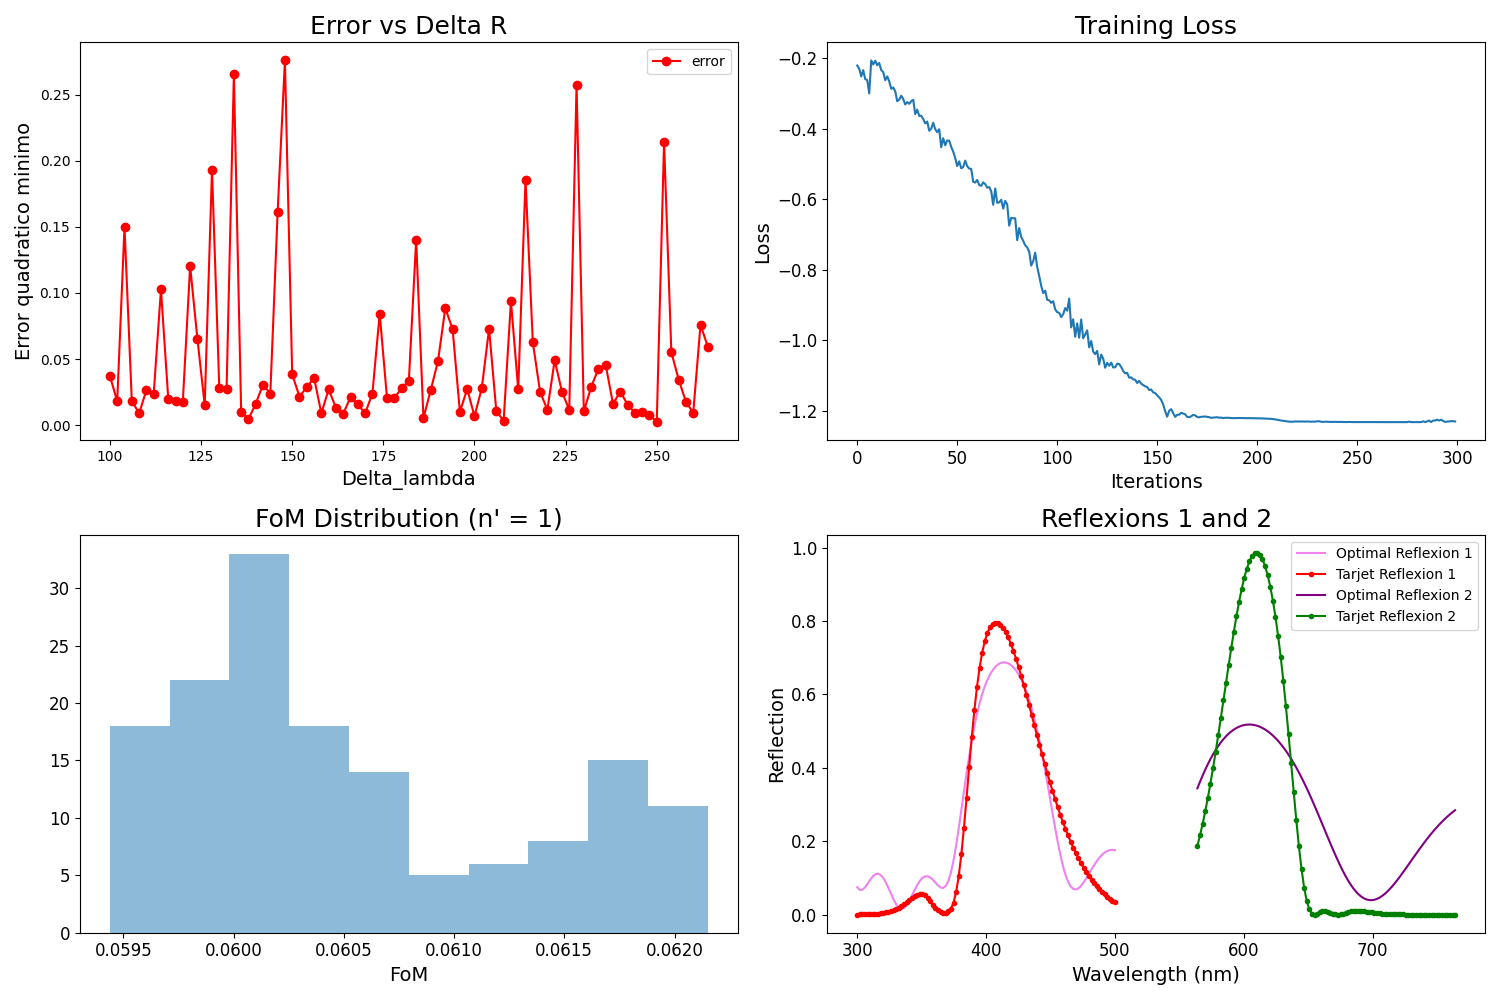 Error vs Delta R
error
Error quadratico minimo
0.25
0.20
0.15
0.10
0.05
0.00
100 125 150 175 200 225 250
Delta_lambda
Training Loss
Loss
−0.2
−0.4
−0.6
−0.8
−1.0
−1.2
0 50 100 150 200 250 300
Iterations
FoM Distribution (n' = 1)
30
25
20
15
10
5
0
0.0595 0.0600 0.0605 0.0610 0.0615 0.0620
FoM
Reflexions 1 and 2
Optimal Reflexion 1
Tarjet Reflexion 1
Optimal Reflexion 2
Tarjet Reflexion 2
Reflection
1.0
0.8
0.6
0.4
0.2
0.0
300 400 500 600 700
Wavelength (nm)